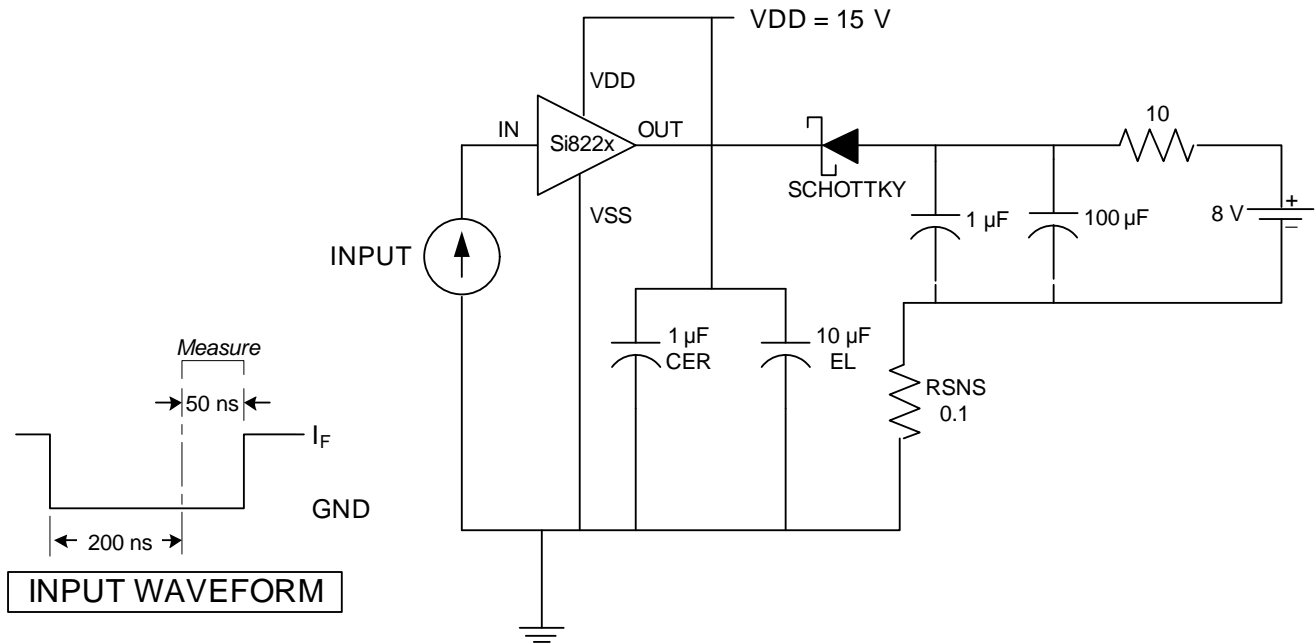 VDD = 15 V
VDD
10
IN
OUT
Si822x
SCHOTTKY
VSS
1 µF
100 µF
8 V
+
–
INPUT
1 µF
CER
10 µF
EL
RSNS
0.1
Measure
50 ns
IF
GND
200 ns
INPUT WAVEFORM